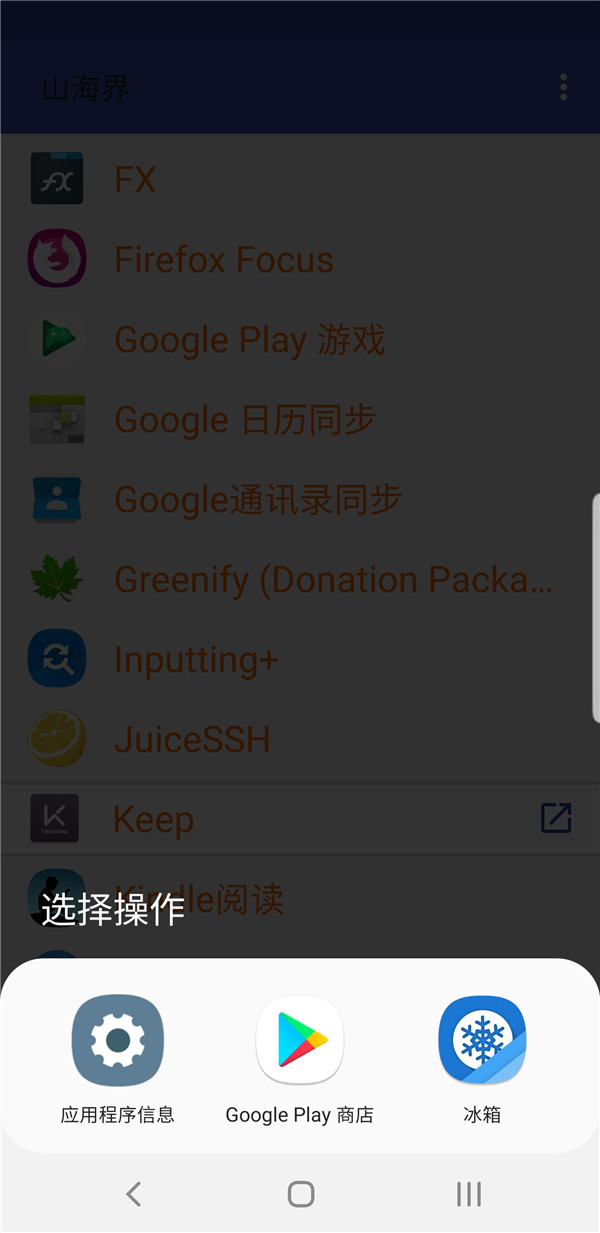 山海界
FX
Firefox Focus
Google Play 游戏
Google 日历同步
Google通讯录同步
Greenify (Donation Packa...
Inputting+
JuiceSSH
Keep
TRAINING
Kindle阅读
选择操作
应用程序信息
Google Play 商店
冰箱